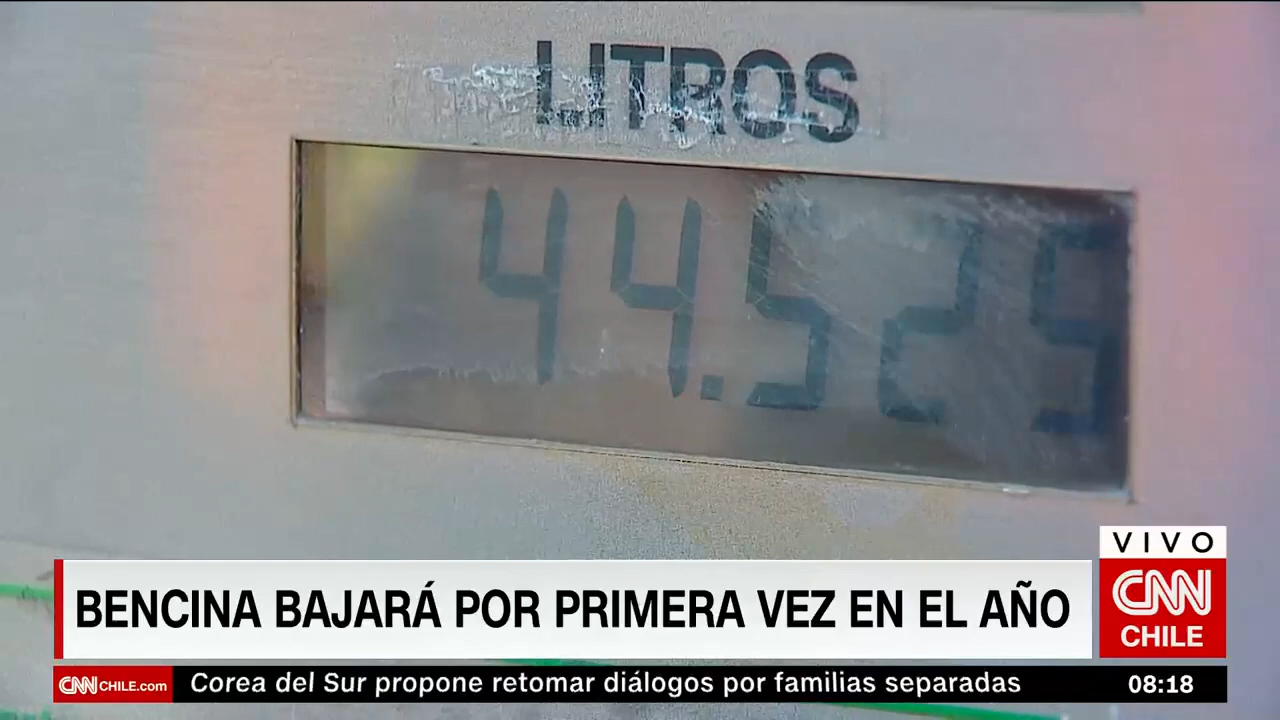 LITROS
44.529
VIVO
CNN
CHILE
BENCINA BAJARÁ POR PRIMERA VEZ EN EL AÑO
CNNCHILE.com
Corea del Sur propone retomar diálogos por familias separadas
08:18